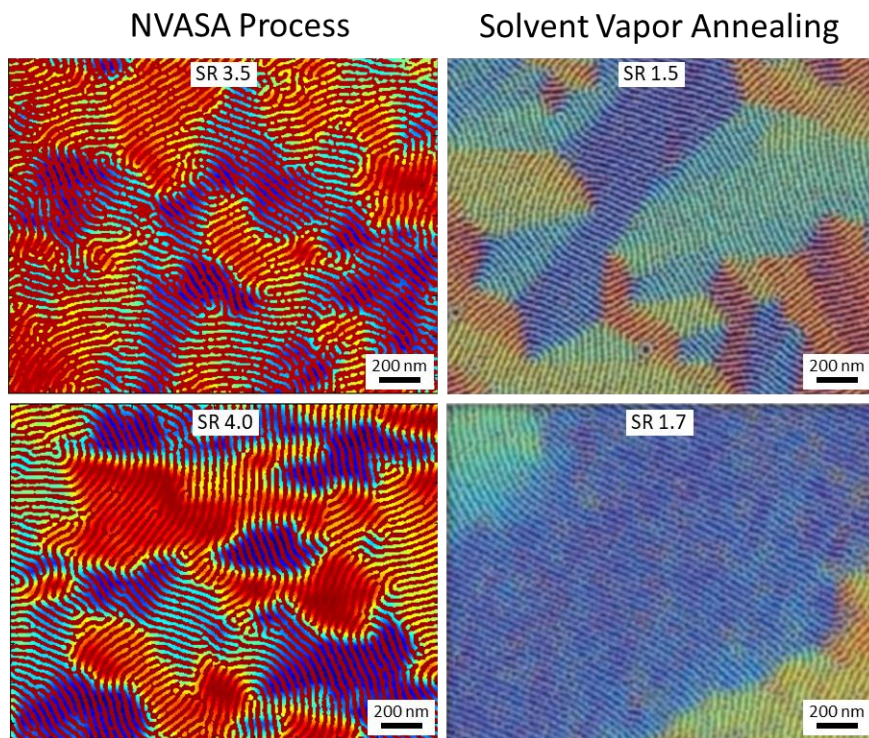 NVASA Process
Solvent Vapor Annealing
SR 3.5
SR 1.5
200 nm
200 nm
SR 4.0
SR 1.7
200 nm
200 nm